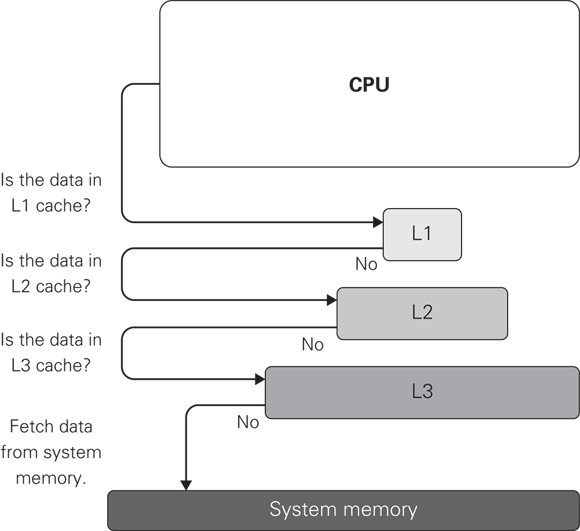 CPU
Is the data in
L1 cache?
L1
No
Is the data in
L2 cache?
L2
No
Is the data in
L3 cache?
L3
No
Fetch data
from system
memory.
System memory